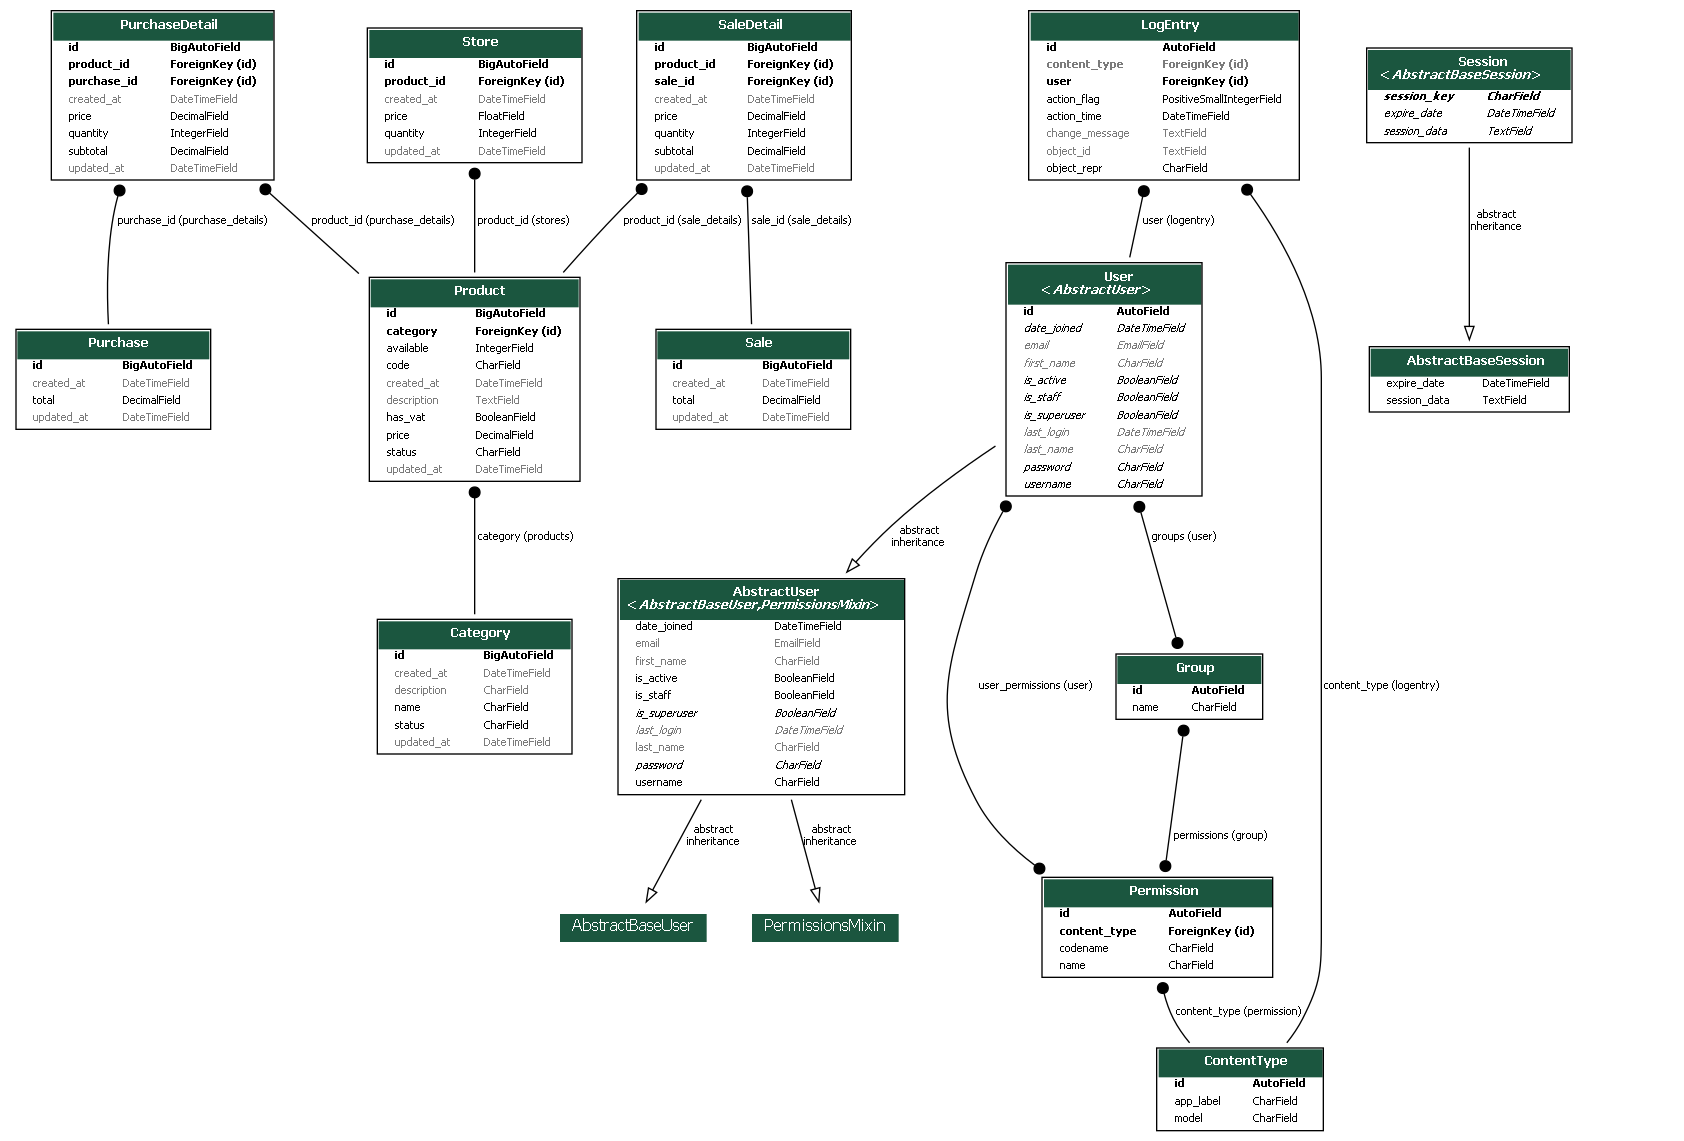 PurchaseDetail
id BigAutoField
product_id ForeignKey (id)
purchase_id ForeignKey (id)
created_at DateTimeField
price DecimalField
quantity IntegerField
subtotal DecimalField
updated_at DateTimeField
Store
id BigAutoField
product_id ForeignKey (id)
created_at DateTimeField
price FloatField
quantity IntegerField
updated_at DateTimeField
SaleDetail
id BigAutoField
product_id ForeignKey (id)
sale_id ForeignKey (id)
created_at DateTimeField
price DecimalField
quantity IntegerField
subtotal DecimalField
updated_at DateTimeField
LogEntry
id AutoField
content_type ForeignKey (id)
user ForeignKey (id)
action_flag PositiveSmallIntegerField
action_time DateTimeField
change_message TextField
object_id TextField
object_repr CharField
Session
<AbstractBaseSession>
session_key CharField
expire_date DateTimeField
session_data TextField
purchase_id (purchase_details)
product_id (purchase_details)
product_id (stores)
product_id (sale_details)
sale_id (sale_details)
user (logentry)
abstract
inheritance
Purchase
id BigAutoField
created_at DateTimeField
total DecimalField
updated_at DateTimeField
Product
id BigAutoField
category ForeignKey (id)
available IntegerField
code CharField
created_at DateTimeField
description TextField
has_vat BooleanField
price DecimalField
status CharField
updated_at DateTimeField
Sale
id BigAutoField
created_at DateTimeField
total DecimalField
updated_at DateTimeField
User
<AbstractUser>
id AutoField
date_joined DateTimeField
email EmailField
first_name CharField
is_active BooleanField
is_staff BooleanField
is_superuser BooleanField
last_login DateTimeField
last_name CharField
password CharField
username CharField
AbstractBaseSession
expire_date DateTimeField
session_data TextField
category (products)
abstract
inheritance
groups (user)
Category
id BigAutoField
created_at DateTimeField
description CharField
name CharField
status CharField
updated_at DateTimeField
AbstractUser
<AbstractBaseUser,PermissionsMixin>
date_joined DateTimeField
email EmailField
first_name CharField
is_active BooleanField
is_staff BooleanField
is_superuser BooleanField
last_login DateTimeField
last_name CharField
password CharField
username CharField
user_permissions (user)
Group
id AutoField
name CharField
content_type (logentry)
abstract
inheritance
abstract
inheritance
permissions (group)
AbstractBaseUser
PermissionsMixin
Permission
id AutoField
content_type ForeignKey (id)
codename CharField
name CharField
content_type (permission)
ContentType
id AutoField
app_label CharField
model CharField